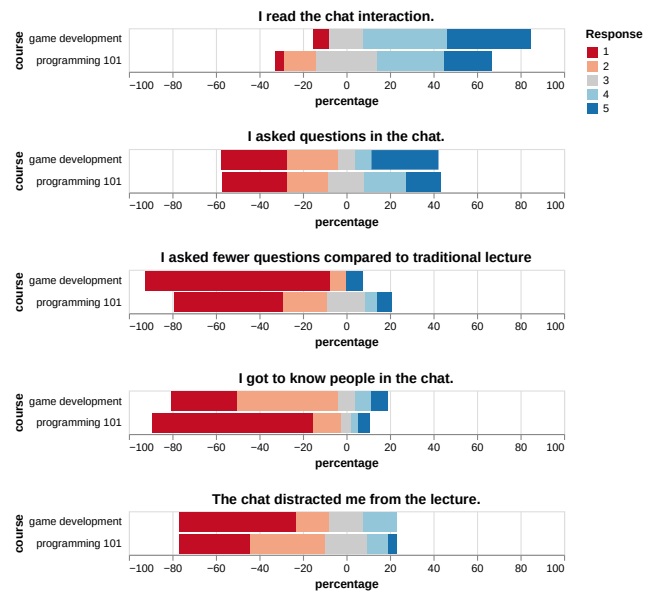 I read the chat interaction.
Response
course
game development
programming 101
1
2
3
4
5
−100 −80 −60 −40 −20 0 20 40 60 80 100
percentage
I asked questions in the chat.
course
game development
programming 101
−100 −80 −60 −40 −20 0 20 40 60 80 100
percentage
I asked fewer questions compared to traditional lecture
course
game development
programming 101
−100 −80 −60 −40 −20 0 20 40 60 80 100
percentage
I got to know people in the chat.
course
game development
programming 101
−100 −80 −60 −40 −20 0 20 40 60 80 100
percentage
The chat distracted me from the lecture.
course
game development
programming 101
−100 −80 −60 −40 −20 0 20 40 60 80 100
percentage